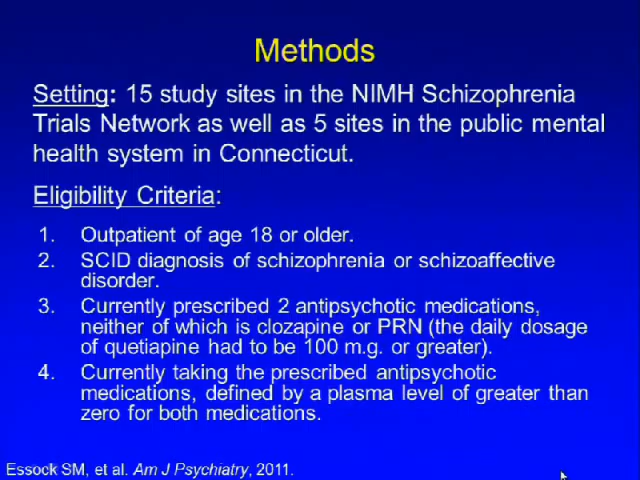 Methods
Setting: 15 study sites in the NIMH Schizophrenia
Trials Network as well as 5 sites in the public mental
health system in Connecticut.
Eligibility Criteria:
1. Outpatient of age 18 or older.
2. SCID diagnosis of schizophrenia or schizoaffective
disorder.
3. Currently prescribed 2 antipsychotic medications,
neither of which is clozapine or PRN (the daily dosage
of quetiapine had to be 100 m.g. or greater).
4. Currently taking the prescribed antipsychotic
medications, defined by a plasma level of greater than
zero for both medications.
Essock SM, et al. Am J Psychiatry, 2011.